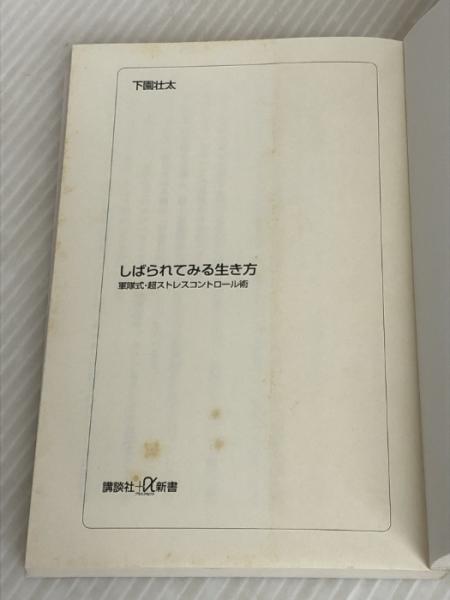 下園壮太
しばられてみる生き方
軍隊式・超ストレスコントロール術
講談社+α新書